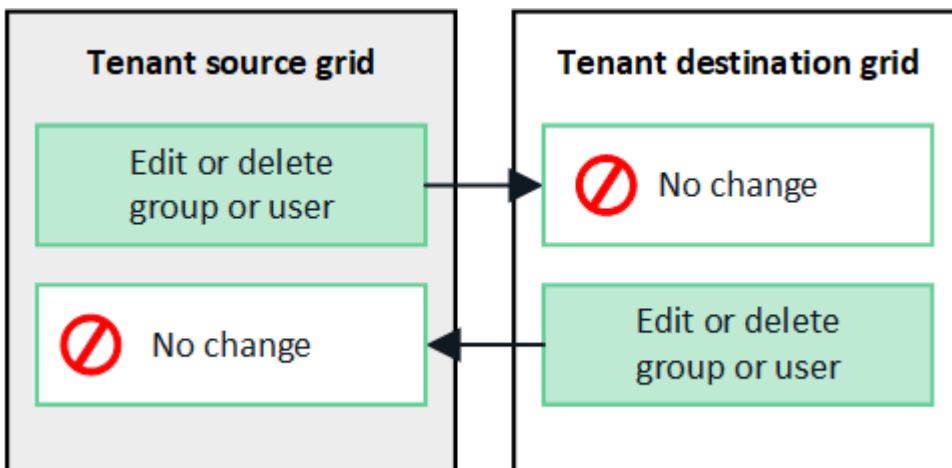 Tenant source grid
Edit or delete
group or user
No change
Tenant destination grid
No change
Edit or delete
group or user